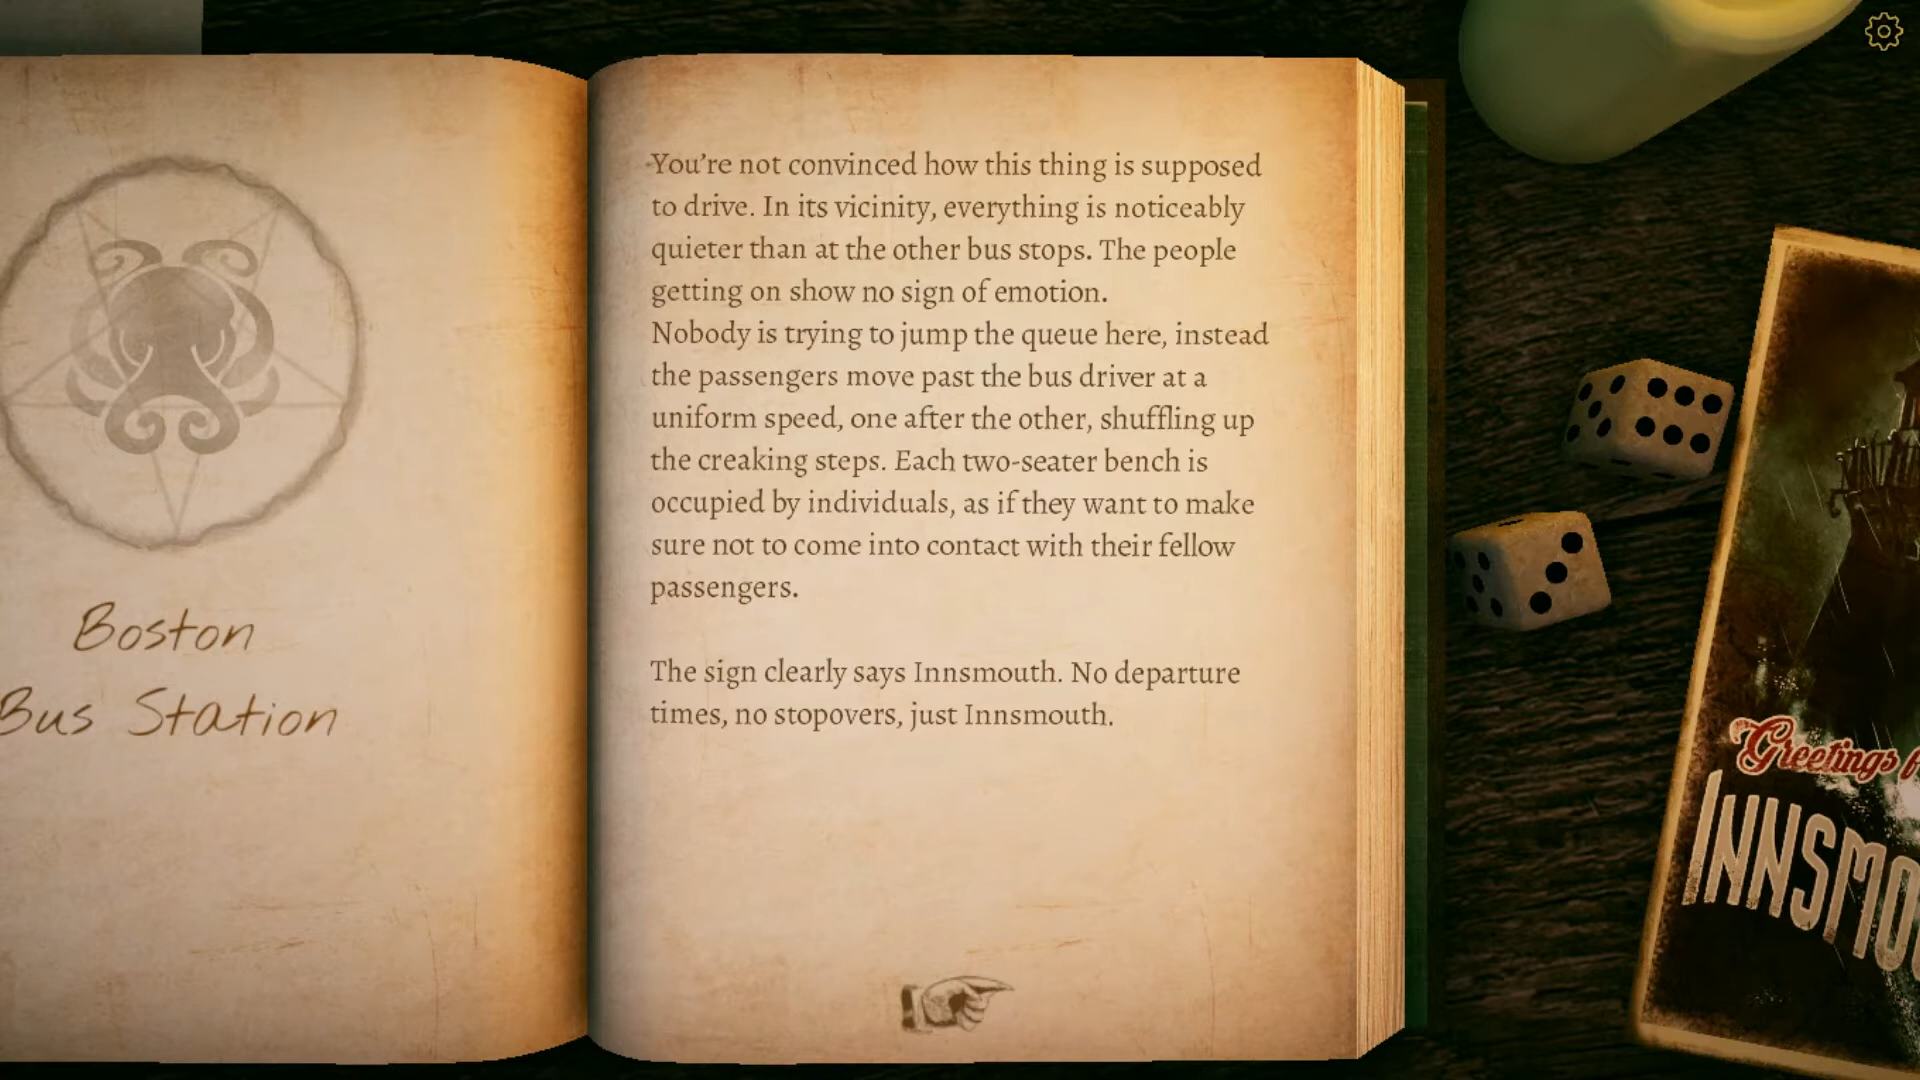 Boston
Bus Station
You're not convinced how this thing is supposed
to drive. In its vicinity, everything is noticeably
quieter than at the other bus stops. The people
getting on show no sign of emotion.
Nobody is trying to jump the queue here, instead
the passengers move past the bus driver at a
uniform speed, one after the other, shuffling up
the creaking steps. Each two-seater bench is
occupied by individuals, as if they want to make
sure not to come into contact with their fellow
passengers.
The sign clearly says Innsmouth. No departure
times, no stopovers, just Innsmouth.
Greetings